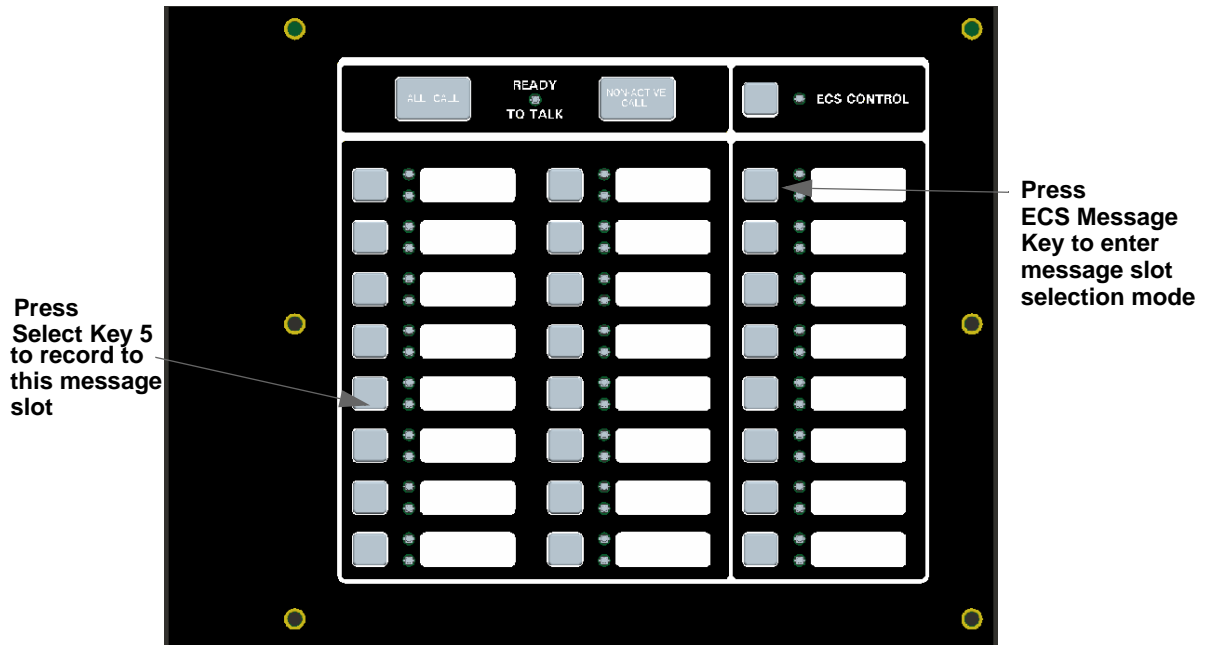 ALL CALL
READY
TO TALK
NON-ACTIVE
CALL
ECS CONTROL
Press
ECS Message
Key to enter
message slot
selection mode
Press
Select Key 5
to record to
this message
slot